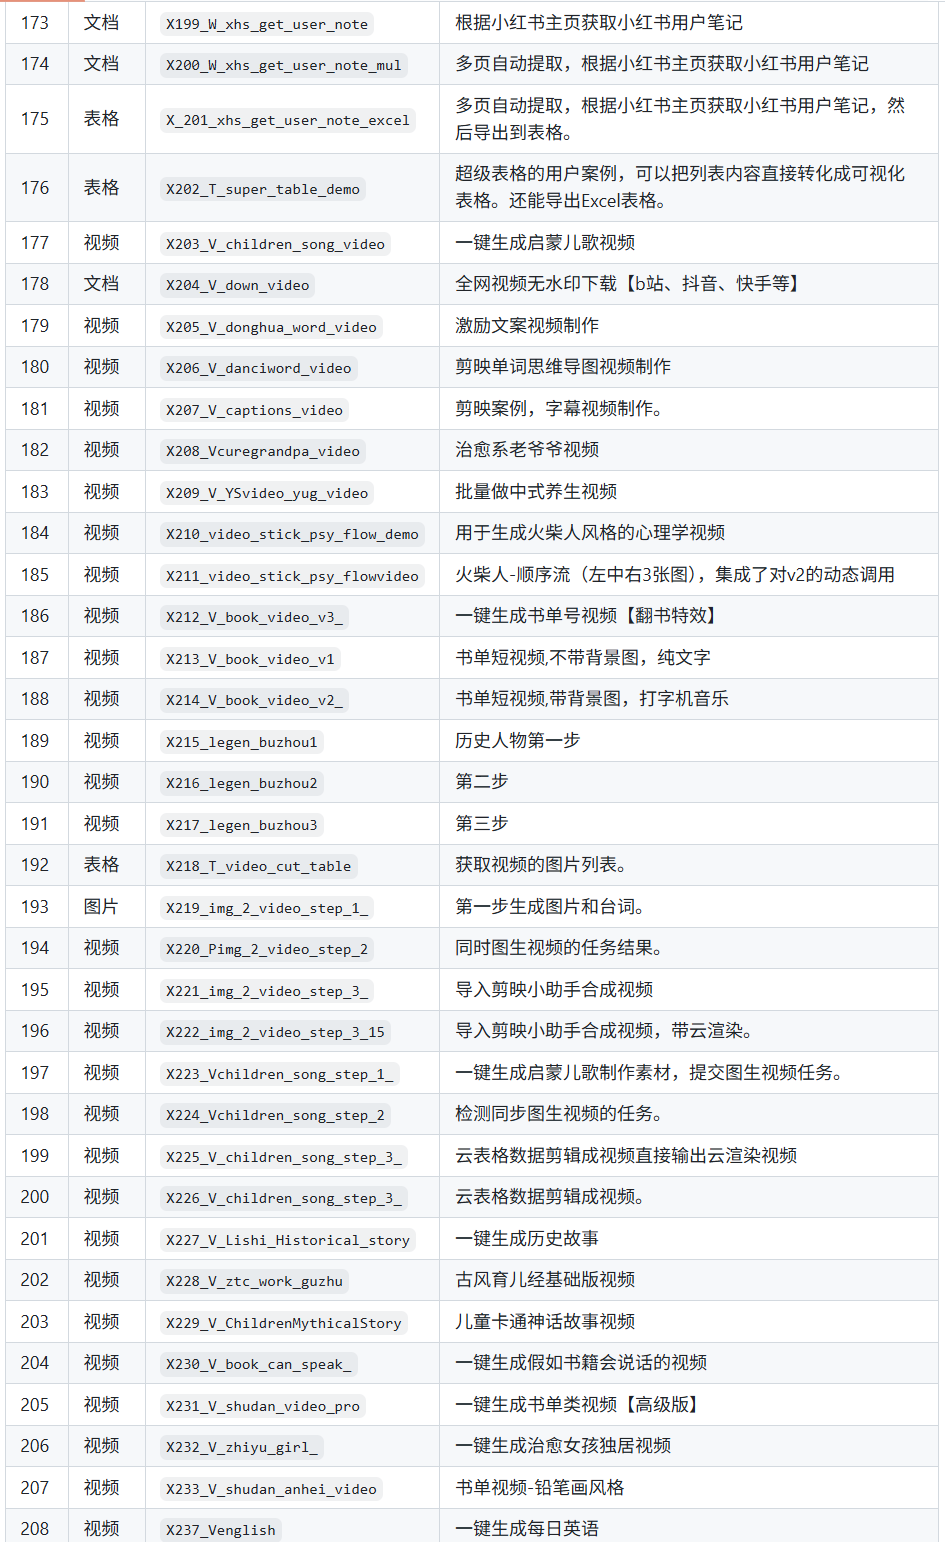 173 文档 X199_W_xhs_get_user_note 根据小红书主页获取小红书用户笔记
174 文档 X200_W_xhs_get_user_note_mul 多页自动提取，根据小红书主页获取小红书用户笔记
175 表格 X_201_xhs_get_user_note_excel 多页自动提取，根据小红书主页获取小红书用户笔记，然
后导出到表格。
176 表格 X202_T_super_table_demo 超级表格的用户案例，可以把列表内容直接转化成可视化
表格。还能导出Excel表格。
177 视频 X203_V_children_song_video 一键生成启蒙儿歌视频
178 文档 X204_V_down_video 全网视频无水印下载【b站、抖音、快手等】
179 视频 X205_V_donghua_word_video 激励文案视频制作
180 视频 X206_V_danciword_video 剪映单词思维导图视频制作
181 视频 X207_V_captions_video 剪映案例，字幕视频制作。
182 视频 X208_Vcuregrandpa_video 治愈系老爷爷视频
183 视频 X209_V_YSvideo_yug_video 批量做中式养生视频
184 视频 X210_video_stick_psy_flow_demo 用于生成火柴人风格的心理学视频
185 视频 X211_video_stick_psy_flowvideo 火柴人-顺序流（左中右3张图），集成了对v2的动态调用
186 视频 X212_V_book_video_v3_ 一键生成书单号视频【翻书特效】
187 视频 X213_V_book_video_v1 书单短视频,不带背景图，纯文字
188 视频 X214_V_book_video_v2_ 书单短视频,带背景图，打字机音乐
189 视频 X215_legen_buzhou1 历史人物第一步
190 视频 X216_legen_buzhou2 第二步
191 视频 X217_legen_buzhou3 第三步
192 表格 X218_T_video_cut_table 获取视频的图片列表。
193 图片 X219_img_2_video_step_1_ 第一步生成图片和台词。
194 视频 X220_Pimg_2_video_step_2 同时图生视频的任务结果。
195 视频 X221_img_2_video_step_3_ 导入剪映小助手合成视频
196 视频 X222_img_2_video_step_3_15 导入剪映小助手合成视频，带云渲染。
197 视频 X223_Vchildren_song_step_1_ 一键生成启蒙儿歌制作素材，提交图生视频任务。
198 视频 X224_Vchildren_song_step_2 检测同步图生视频的任务。
199 视频 X225_V_children_song_step_3_ 云表格数据剪辑成视频直接输出云渲染视频
200 视频 X226_V_children_song_step_3_ 云表格数据剪辑成视频。
201 视频 X227_V_Lishi_Historical_story 一键生成历史故事
202 视频 X228_V_ztc_work_guzhu 古风育儿经基础版视频
203 视频 X229_V_ChildrenMythicalStory 儿童卡通神话故事视频
204 视频 X230_V_book_can_speak_ 一键生成假如书籍会说话的视频
205 视频 X231_V_shudan_video_pro 一键生成书单类视频【高级版】
206 视频 X232_V_zhiyu_girl_ 一键生成治愈女孩独居视频
207 视频 X233_V_shudan_anhei_video 书单视频-铅笔画风格
208 视频 X237_Venglish 一键生成每日英语